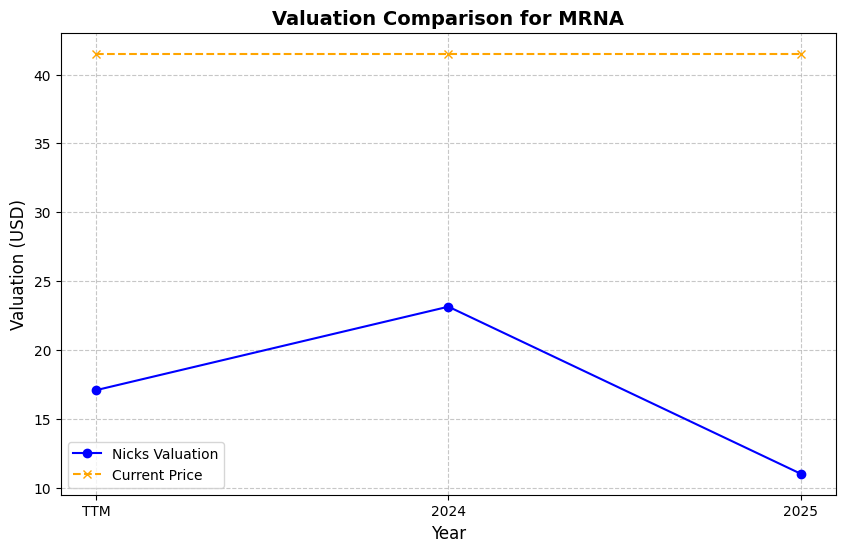 Valuation Comparison for MRNA
Valuation (USD)
40
35
30
25
20
15
10
Nicks Valuation
Current Price
TTM 2024 2025
Year